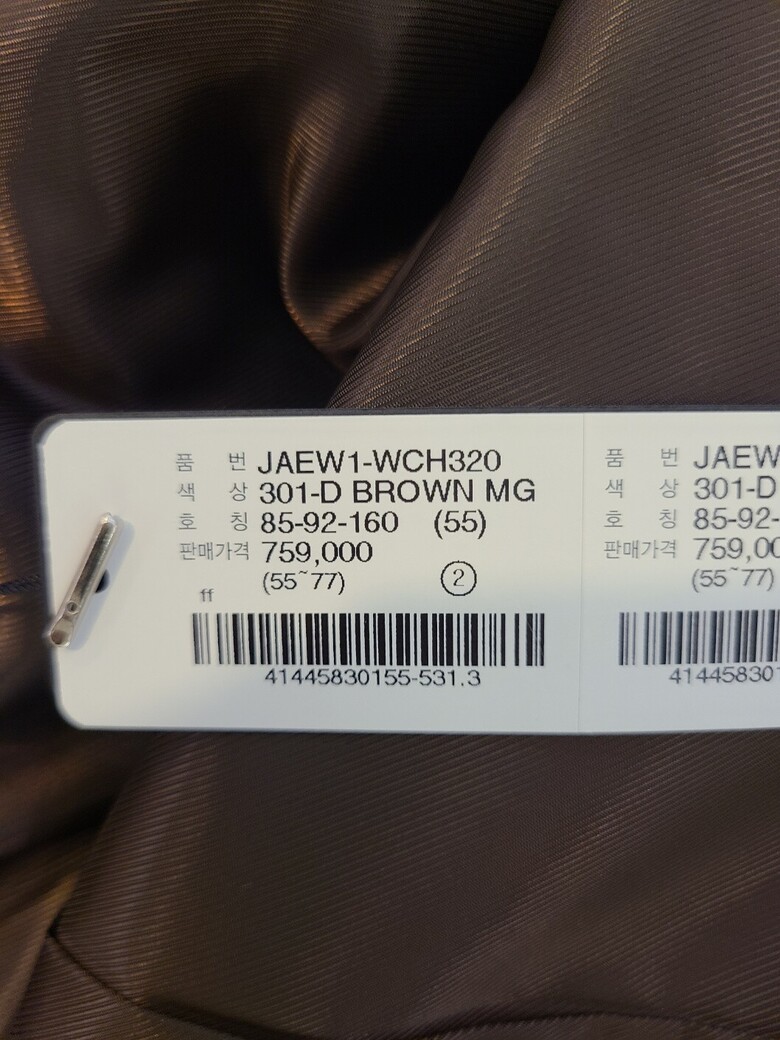 품 번 JAEW1-WCH320
색 상 301-D BROWN MG
호 칭 85-92-160 (55)
판매가격 759,000
(55~77) ②
ff
41445830155-531.3
품 번 JAEW
색 상 301-D
호 칭 85-92-
판매가격 759,00
(55~77)
41445830